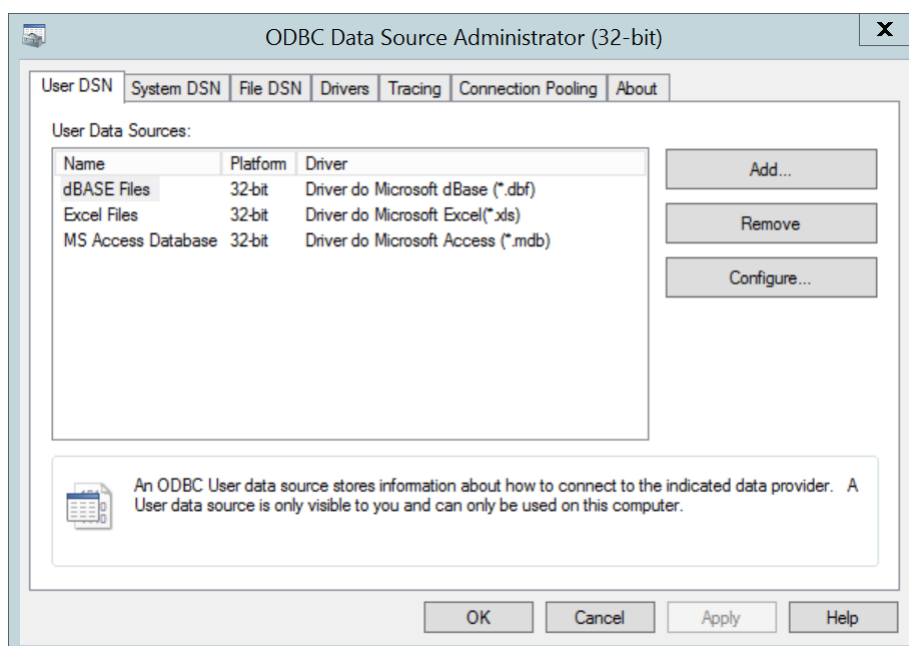 ODBC Data Source Administrator (32-bit)
X
User DSN System DSN File DSN Drivers Tracing Connection Pooling About
User Data Sources:
Name Platform Driver
dBASE Files 32-bit Driver do Microsoft dBase (*.dbf)
Excel Files 32-bit Driver do Microsoft Excel(*.xls)
MS Access Database 32-bit Driver do Microsoft Access (*.mdb)
Add...
Remove
Configure...
An ODBC User data source stores information about how to connect to the indicated data provider. A
User data source is only visible to you and can only be used on this computer.
OK Cancel Apply Help